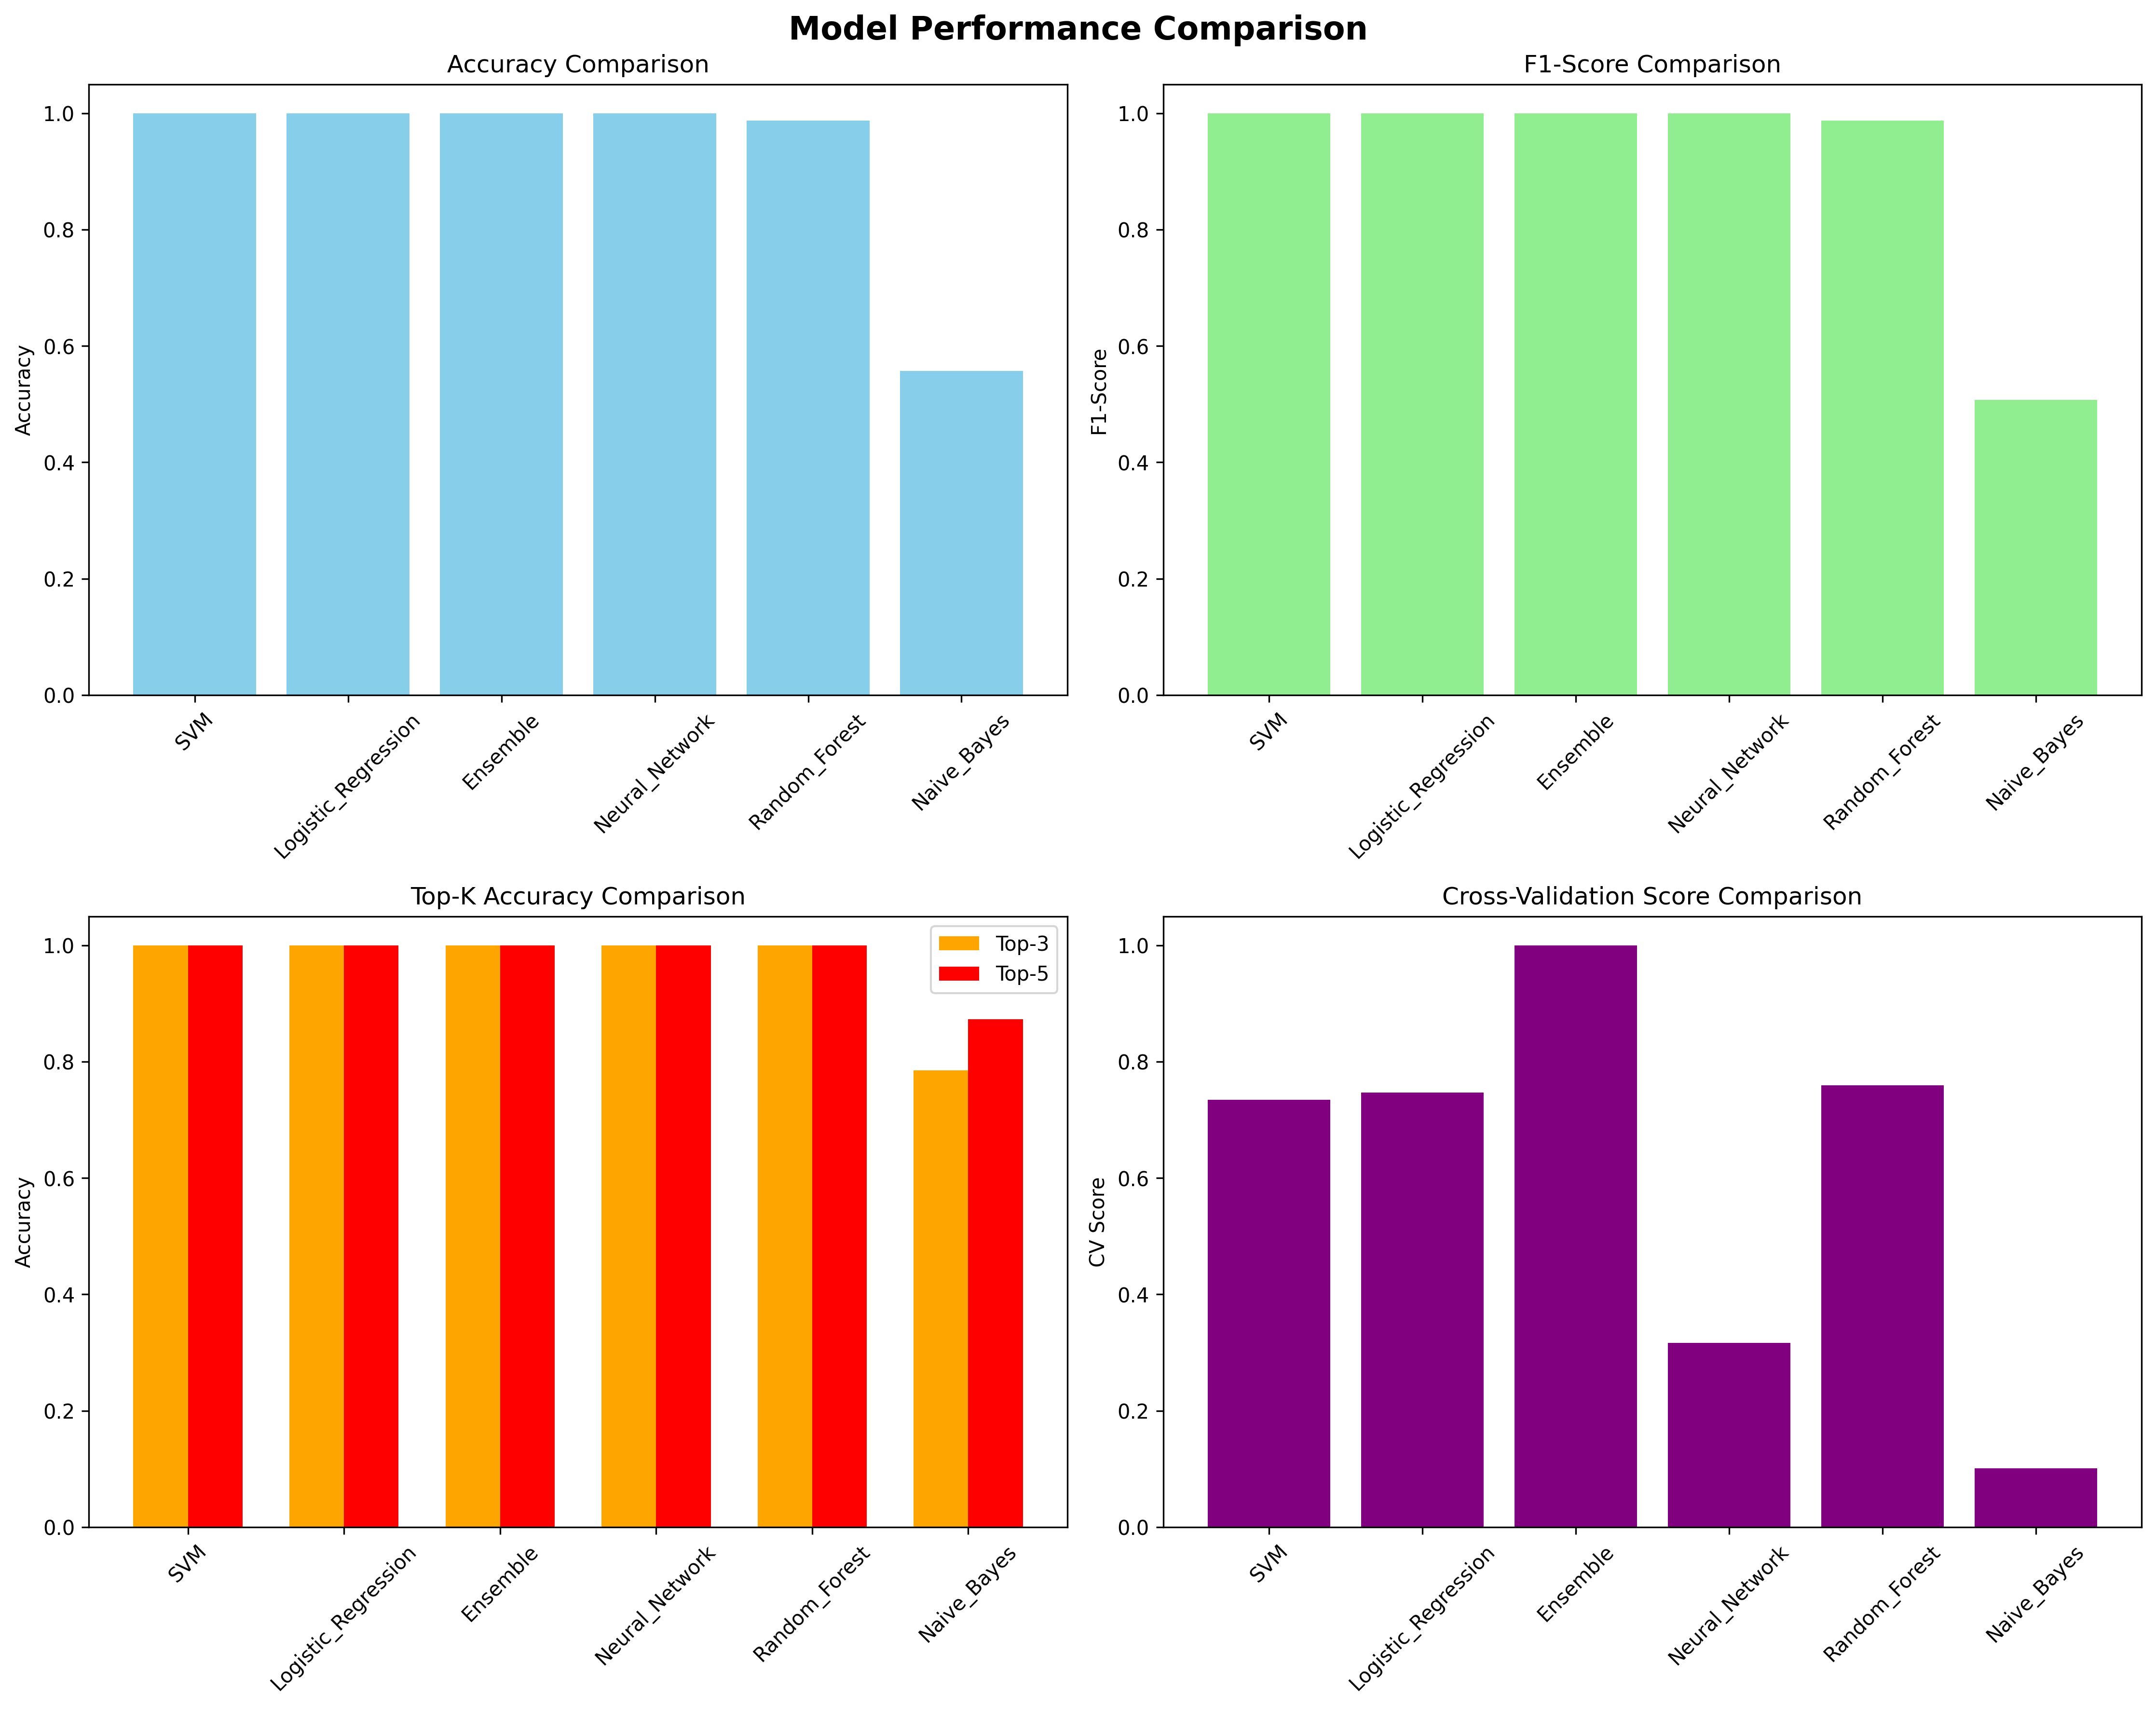 Model Performance Comparison
Accuracy Comparison
Accuracy
1.0
0.8
0.6
0.4
0.2
0.0
SVM
Logistic_Regression
Ensemble
Neural_Network
Random_Forest
Naive_Bayes
F1-Score Comparison
F1-Score
1.0
0.8
0.6
0.4
0.2
0.0
SVM
Logistic_Regression
Ensemble
Neural_Network
Random_Forest
Naive_Bayes
Top-K Accuracy Comparison
Accuracy
1.0
0.8
0.6
0.4
0.2
0.0
Top-3
Top-5
SVM
Logistic_Regression
Ensemble
Neural_Network
Random_Forest
Naive_Bayes
Cross-Validation Score Comparison
CV Score
1.0
0.8
0.6
0.4
0.2
0.0
SVM
Logistic_Regression
Ensemble
Neural_Network
Random_Forest
Naive_Bayes